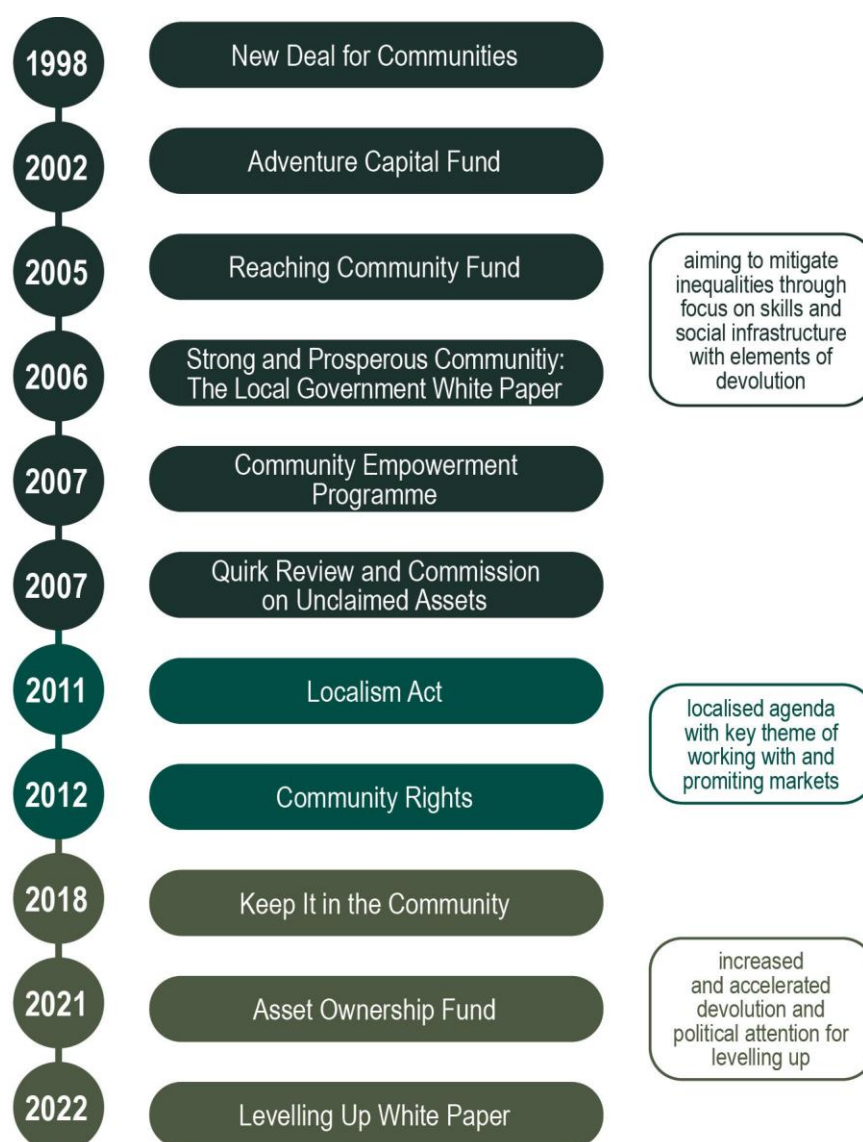 1998
New Deal for Communities
2002
Adventure Capital Fund
2005
Reaching Community Fund
2006
Strong and Prosperous Communitiy:
The Local Government White Paper
2007
Community Empowerment
Programme
2007
Quirk Review and Commission
on Unclaimed Assets
aiming to mitigate
inequalities through
focus on skills and
social infrastructure
with elements of
devolution
2011
Localism Act
2012
Community Rights
localised agenda
with key theme of
working with and
promiting markets
2018
Keep It in the Community
2021
Asset Ownership Fund
2022
Levelling Up White Paper
increased
and accelerated
devolution and
political attention for
levelling up